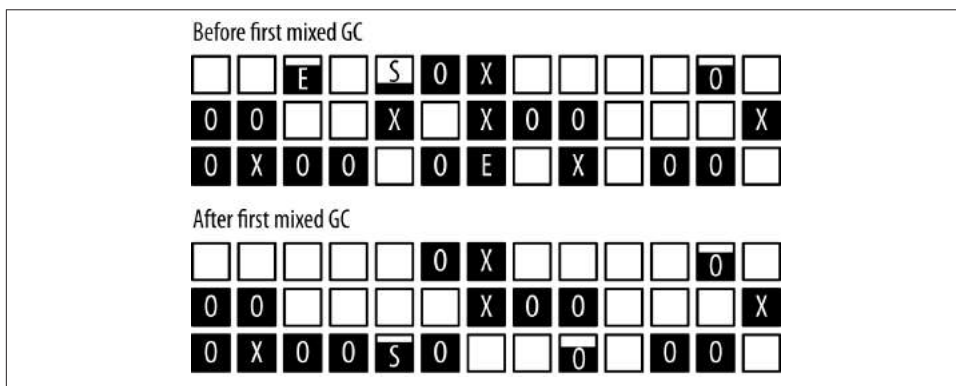 Before first mixed GC
E S O X O
O O X X O O X
O X O O O E X O O
After first mixed GC
O X O
O O X O O X
O X O O S O O O O